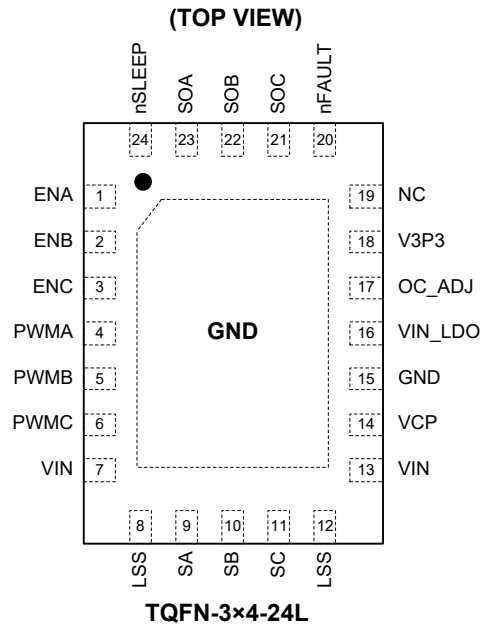 (TOP VIEW)
nSLEEP
SOA
SOB
SOC
nFAULT
24
23
22
21
20
ENA 1
19 NC
ENB 2
18 V3P3
ENC 3
17 OC_ADJ
PWMA 4
GND
16 VIN_LDO
PWMB 5
15 GND
PWMC 6
14 VCP
VIN 7
13 VIN
8
9
10
11
12
LSS
SA
SB
SC
LSS
TQFN-3×4-24L